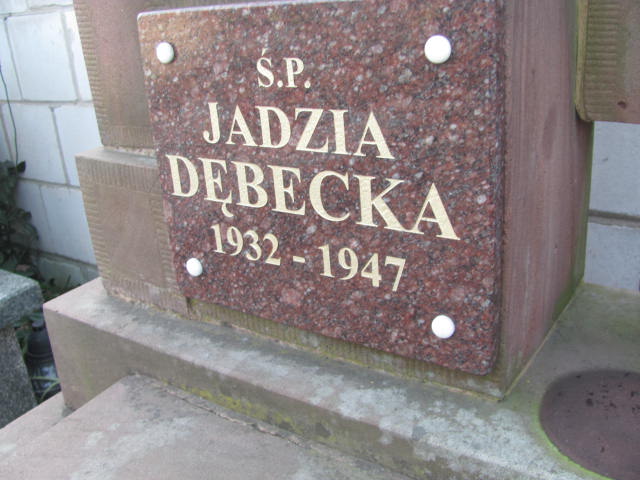 Ś.P.
JADZIA
DĘBECKA
1932 - 1947